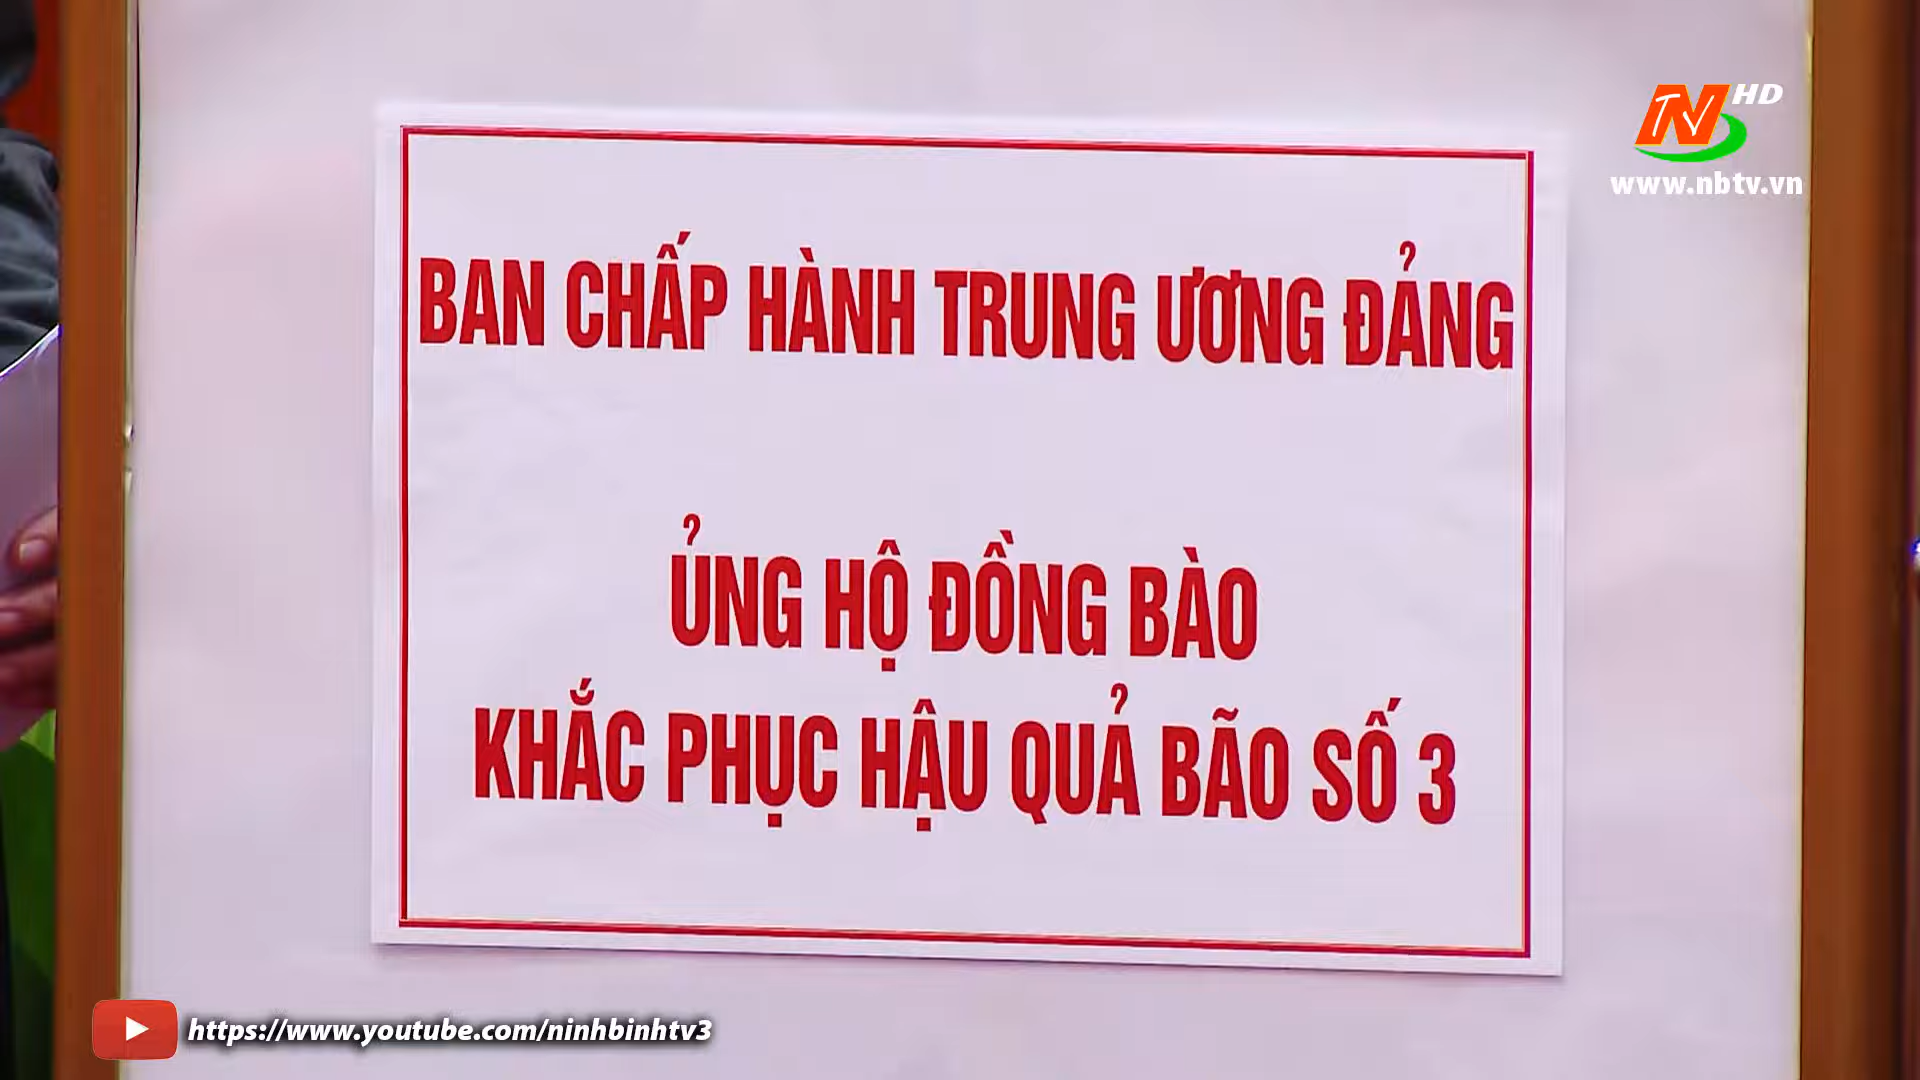 TV N HD
www.nbtv.vn
BAN CHẤP HÀNH TRUNG ƯƠNG ĐẢNG
ỦNG HỘ ĐỒNG BÀO
KHẮC PHỤC HẬU QUẢ BÃO SỐ 3
https://www.youtube.com/ninhbinhtv3